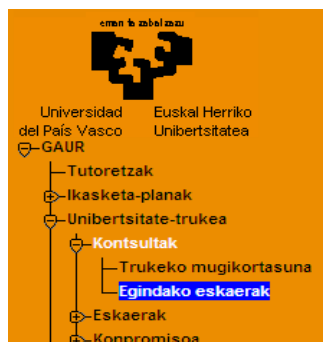 eman ta zabal zazu
Universidad Euskal Herriko
del País Vasco Unibertsitatea
GAUR
Tutoretzak
Ikasketa-planak
Unibertsitate-trukea
Kontsultak
Trukeko mugikortasuna
Egindako eskaerak
Eskaerak
Konpromisoa